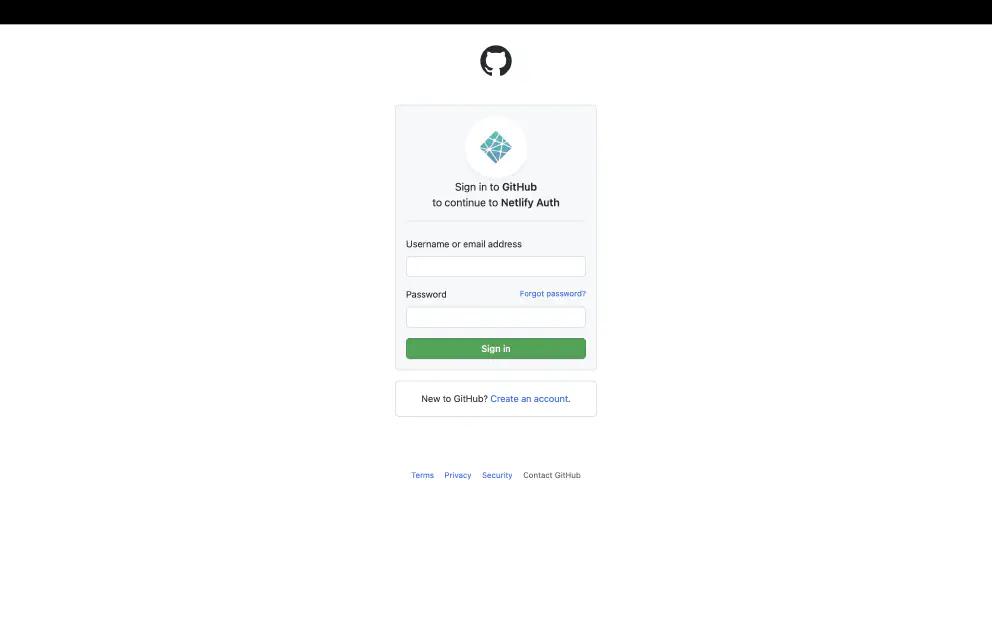 Sign in to GitHub
to continue to Netlify Auth
Username or email address
Password Forgot password?
Sign in
New to GitHub? Create an account.
Terms Privacy Security Contact GitHub